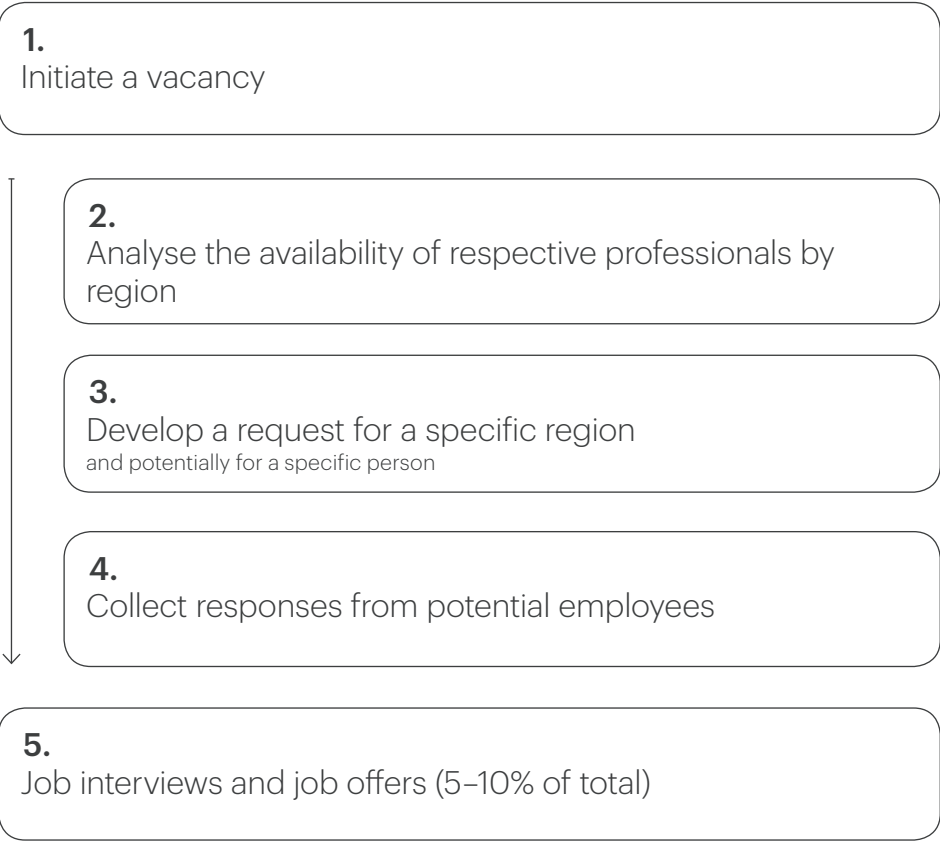 1.
Initiate a vacancy
2.
Analyse the availability of respective professionals by
region
3.
Develop a request for a specific region
and potentially for a specific person
4.
Collect responses from potential employees
5.
Job interviews and job offers (5–10% of total)